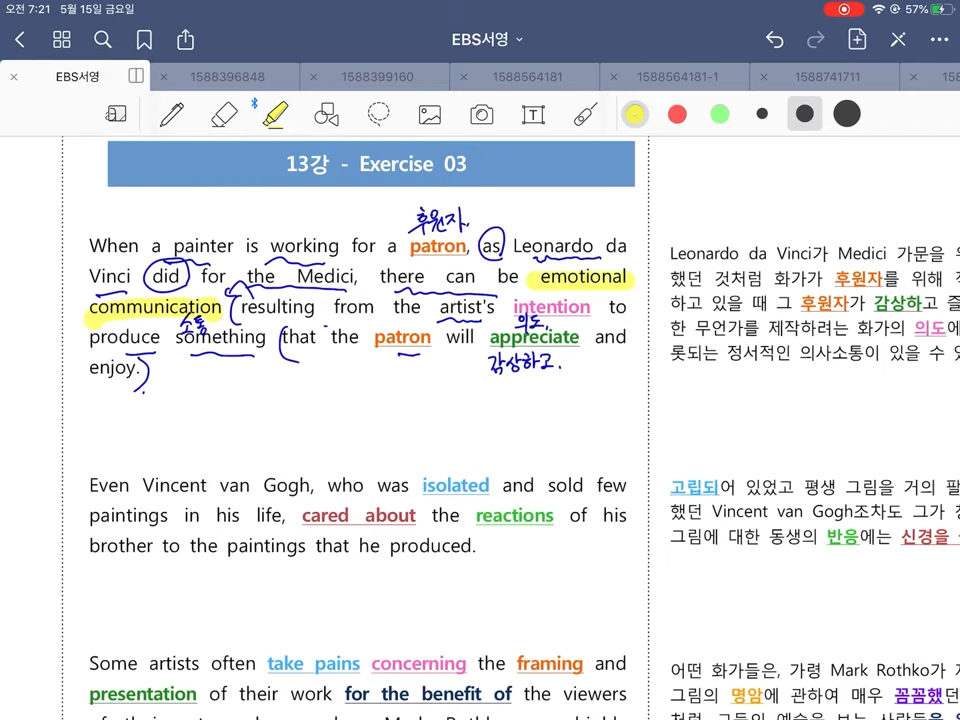 오전 7:21 5월 15일 금요일
57%
EBS서영
EBS서영
1588396848
1588399160
1588564181
1588564181-1
1588741711
158
13강 - Exercise 03
후원자.
When a painter is working for a patron, as Leonardo da
Vinci did for the Medici, there can be emotional
communication resulting from the artist's intention to
소통
의도.
produce something that the patron will appreciate and
감상하고.
enjoy.
Even Vincent van Gogh, who was isolated and sold few
paintings in his life, cared about the reactions of his
brother to the paintings that he produced.
Some artists often take pains concerning the framing and
presentation of their work for the benefit of the viewers
Leonardo da Vinci가 Medici 가문을
했던 것처럼 화가가 후원자를 위해
하고 있을 때 그 후원자가 감상하고
한 무언가를 제작하려는 화가의 의도에
롯되는 정서적인 의사소통이 있을 수
고립되어 있었고 평생 그림을 거의
했던 Vincent van Gogh조차도 그가
그림에 대한 동생의 반응에는 신경을
어떤 화가들은, 가령 Mark Rothko가
그림의 명암에 관하여 매우 꼼꼼했던